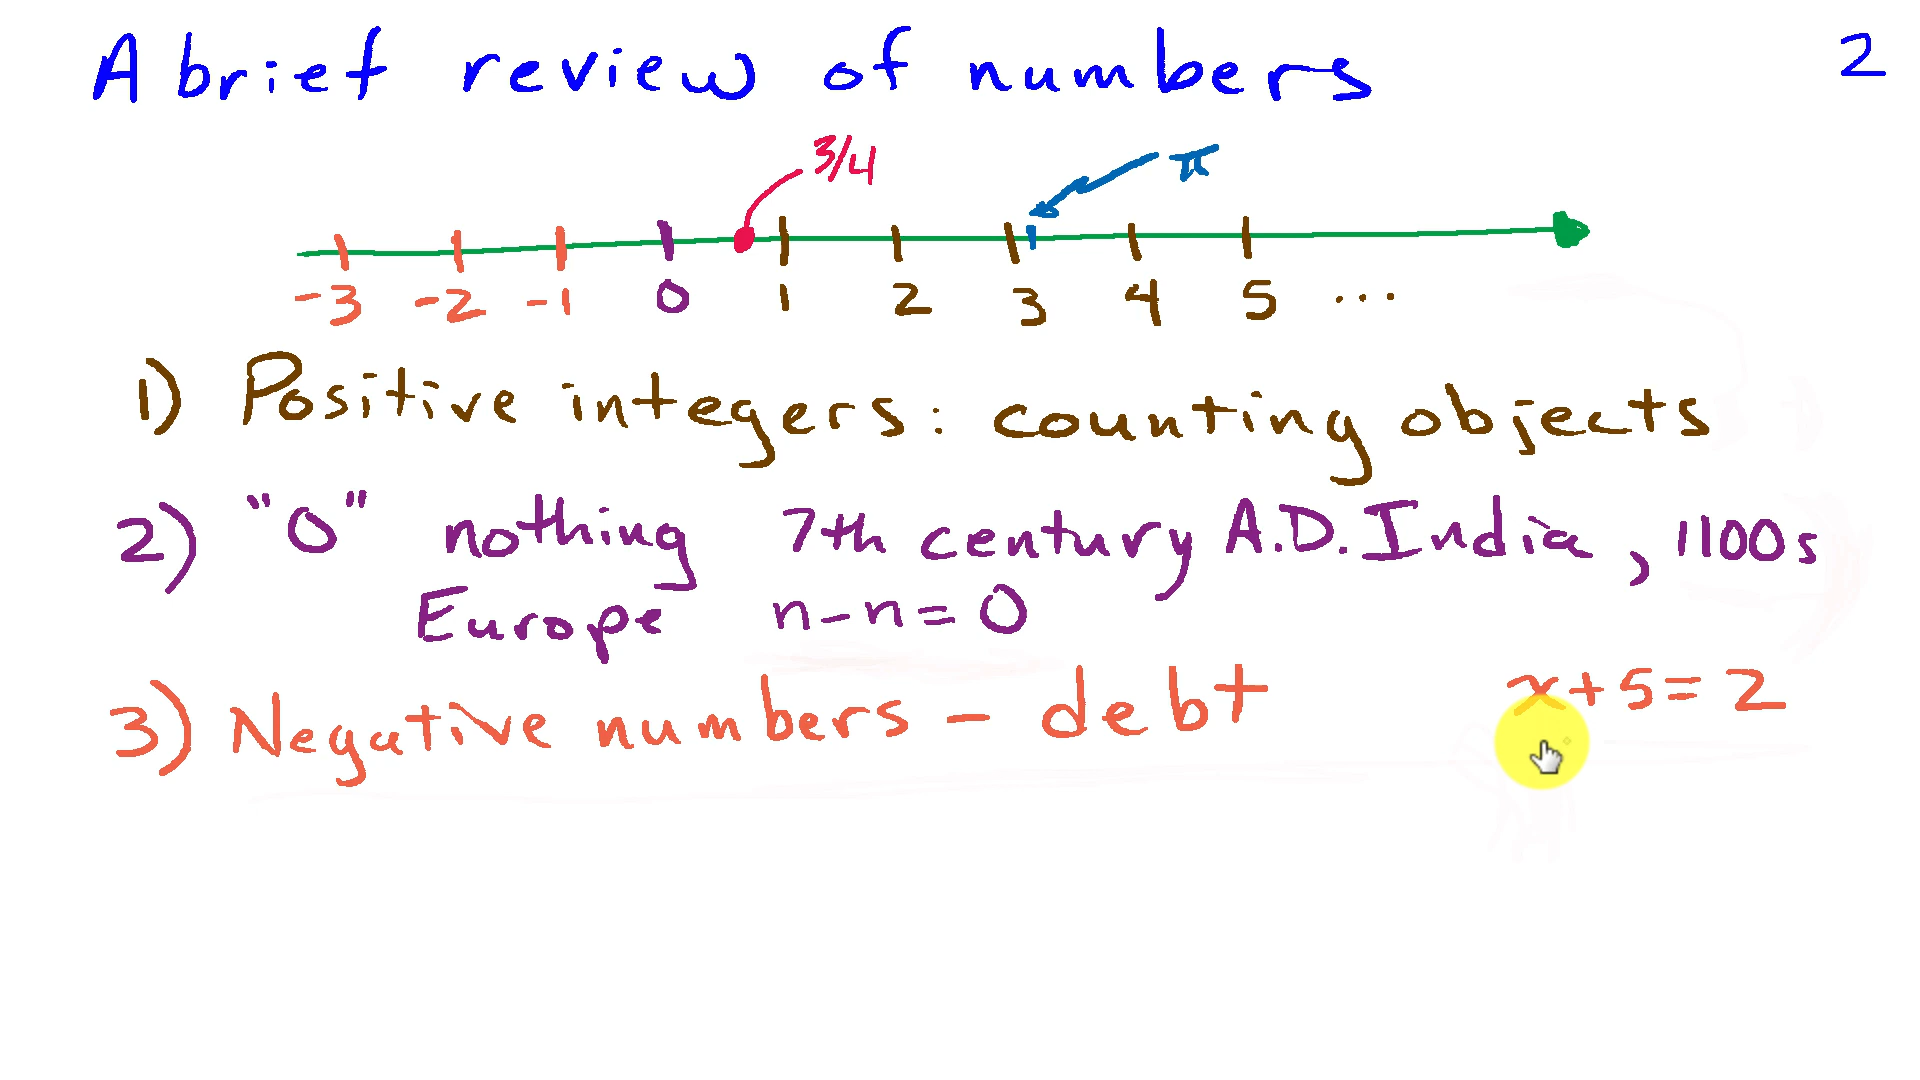 A brief review of numbers 2
3/4 π
-3 -2 -1 0 1 2 3 4 5 ...
1) Positive integers: counting objects
2) "0" nothing 7th century A.D. India, 1100s
Europe n-n=0
3) Negative numbers - debt x+5=2